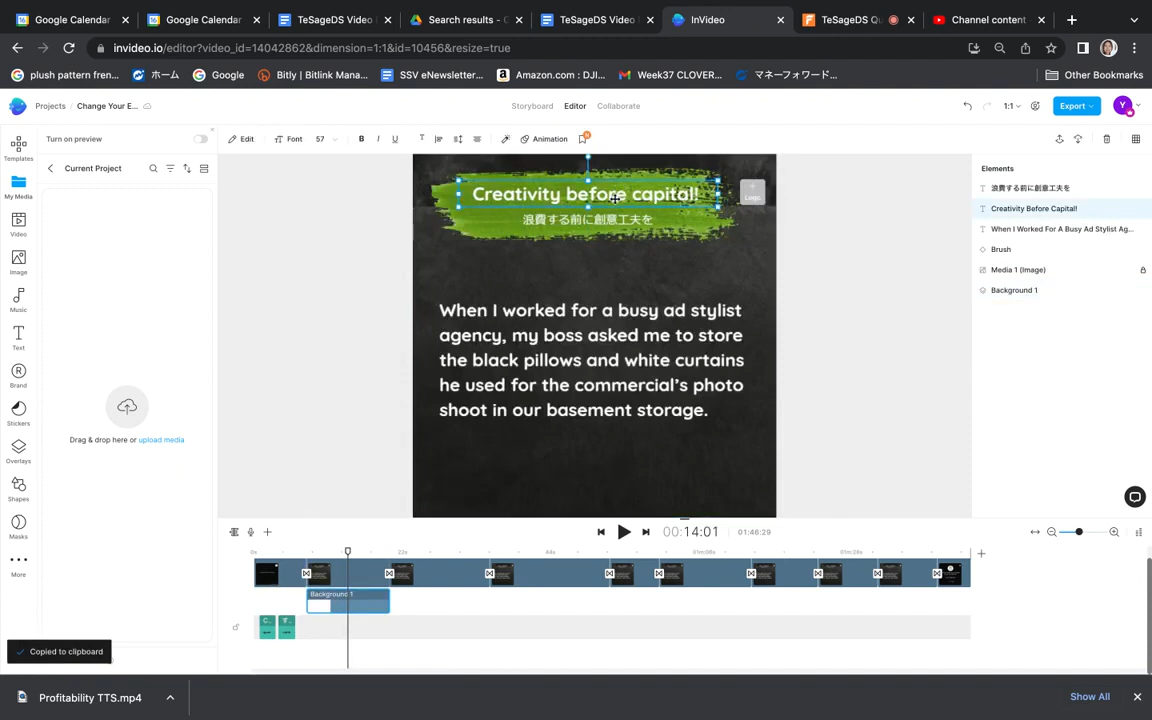 Google Calendar
Google Calendar
TeSageDS Video
Search results - G
TeSageDS Video
InVideo
TeSageDS Qu
Channel content
invideo.io/editor?video_id=14042862&dimension=1:1&id=10456&resize=true
plush pattern fren...
ホーム
Google
Bitly | Bitlink Mana...
SSV eNewsletter...
Amazon.com : DJI...
Week37 CLOVER...
マネーフォワード...
Other Bookmarks
Projects
Change Your E...
Storyboard
Editor
Collaborate
1:1
Export
Y
Turn on preview
Edit
Font
57
B
I
U
T
Animation
Templates
Current Project
Elements
My Media
Video
Image
Music
Text
Brand
Stickers
Overlays
Shapes
Masks
More
Drag & drop here or upload media
Creativity before capital!
浪費する前に創意工夫を
Logo
When I worked for a busy ad stylist
agency, my boss asked me to store
the black pillows and white curtains
he used for the commercial's photo
shoot in our basement storage.
浪費する前に創意工夫を
Creativity Before Capital!
When I Worked For A Busy Ad Stylist Ag...
Brush
Media 1 (Image)
Background 1
00:14:01
01:46:29
0s
22s
44s
01m:06s
01m:28s
Background 1
Copied to clipboard
Profitability TTS.mp4
Show All